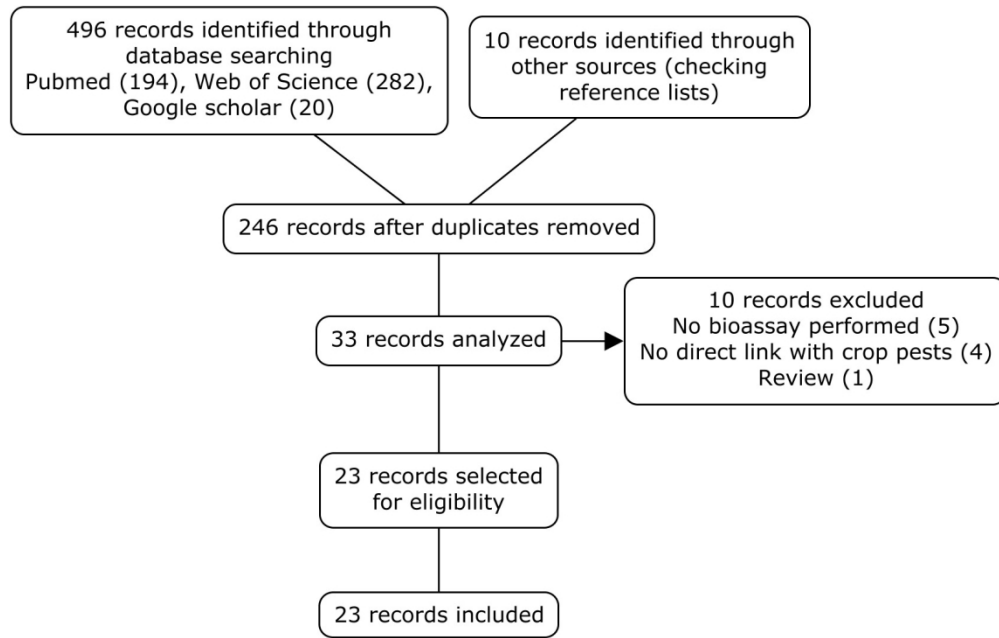 496 records identified through
database searching
Pubmed (194), Web of Science (282),
Google scholar (20)
10 records identified through
other sources (checking
reference lists)
246 records after duplicates removed
33 records analyzed
10 records excluded
No bioassay performed (5)
No direct link with crop pests (4)
Review (1)
23 records selected
for eligibility
23 records included